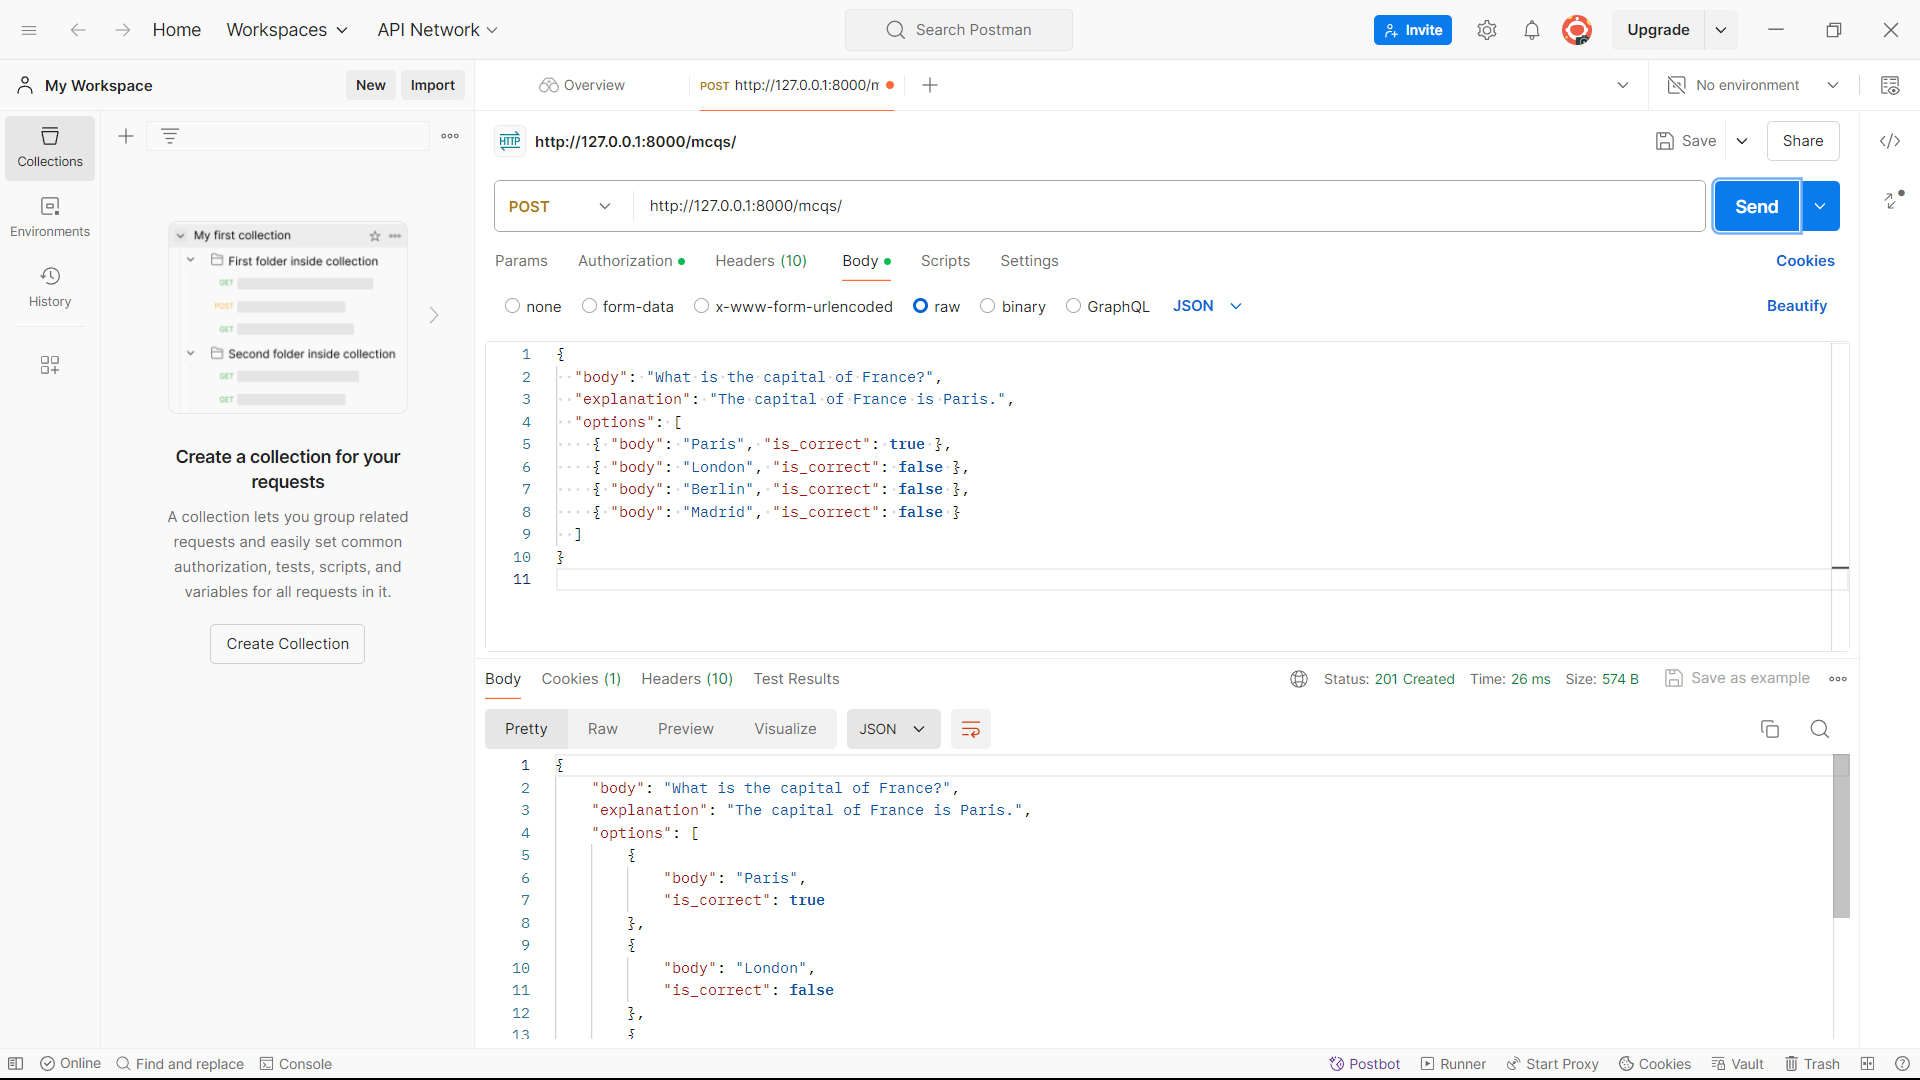 Home
Workspaces
API Network
Search Postman
Invite
Upgrade
My Workspace
New
Import
Overview
POST http://127.0.0.1:8000/m
No environment
Collections
Environments
History
My first collection
First folder inside collection
GET
POST
GET
Second folder inside collection
GET
GET
Create a collection for your
requests
A collection lets you group related
requests and easily set common
authorization, tests, scripts, and
variables for all requests in it.
Create Collection
HTTP
http://127.0.0.1:8000/mcqs/
Save
Share
POST
http://127.0.0.1:8000/mcqs/
Send
Params
Authorization
Headers (10)
Body
Scripts
Settings
Cookies
none
form-data
x-www-form-urlencoded
raw
binary
GraphQL
JSON
Beautify
1 {
2 "body": "What is the capital of France?",
3 "explanation": "The capital of France is Paris.",
4 "options": [
5 { "body": "Paris", "is_correct": true },
6 { "body": "London", "is_correct": false },
7 { "body": "Berlin", "is_correct": false },
8 { "body": "Madrid", "is_correct": false }
9 ]
10 }
11
Body
Cookies (1)
Headers (10)
Test Results
Status: 201 Created
Time: 26 ms
Size: 574 B
Save as example
Pretty
Raw
Preview
Visualize
JSON
1 {
2 "body": "What is the capital of France?",
3 "explanation": "The capital of France is Paris.",
4 "options": [
5 {
6 "body": "Paris",
7 "is_correct": true
8 },
9 {
10 "body": "London",
11 "is_correct": false
12 },
13 {
Online
Find and replace
Console
Postbot
Runner
Start Proxy
Cookies
Vault
Trash